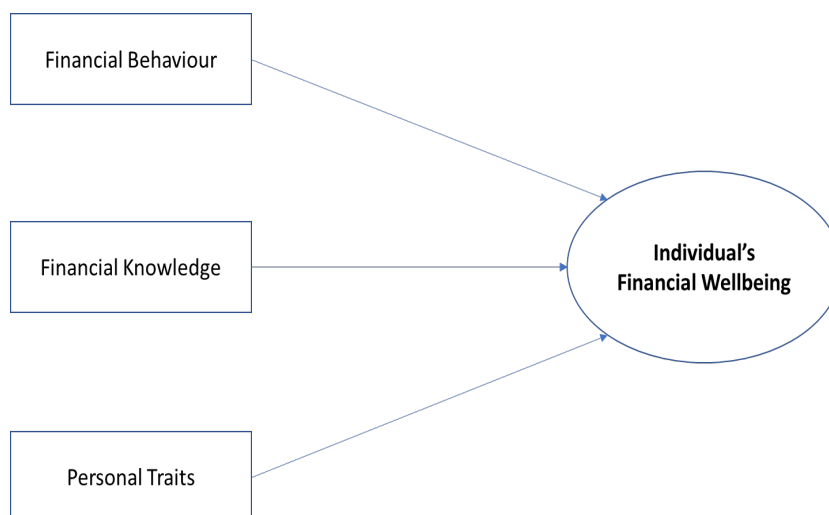 Financial Behaviour
Financial Knowledge
Individual’s
Financial Wellbeing
Personal Traits